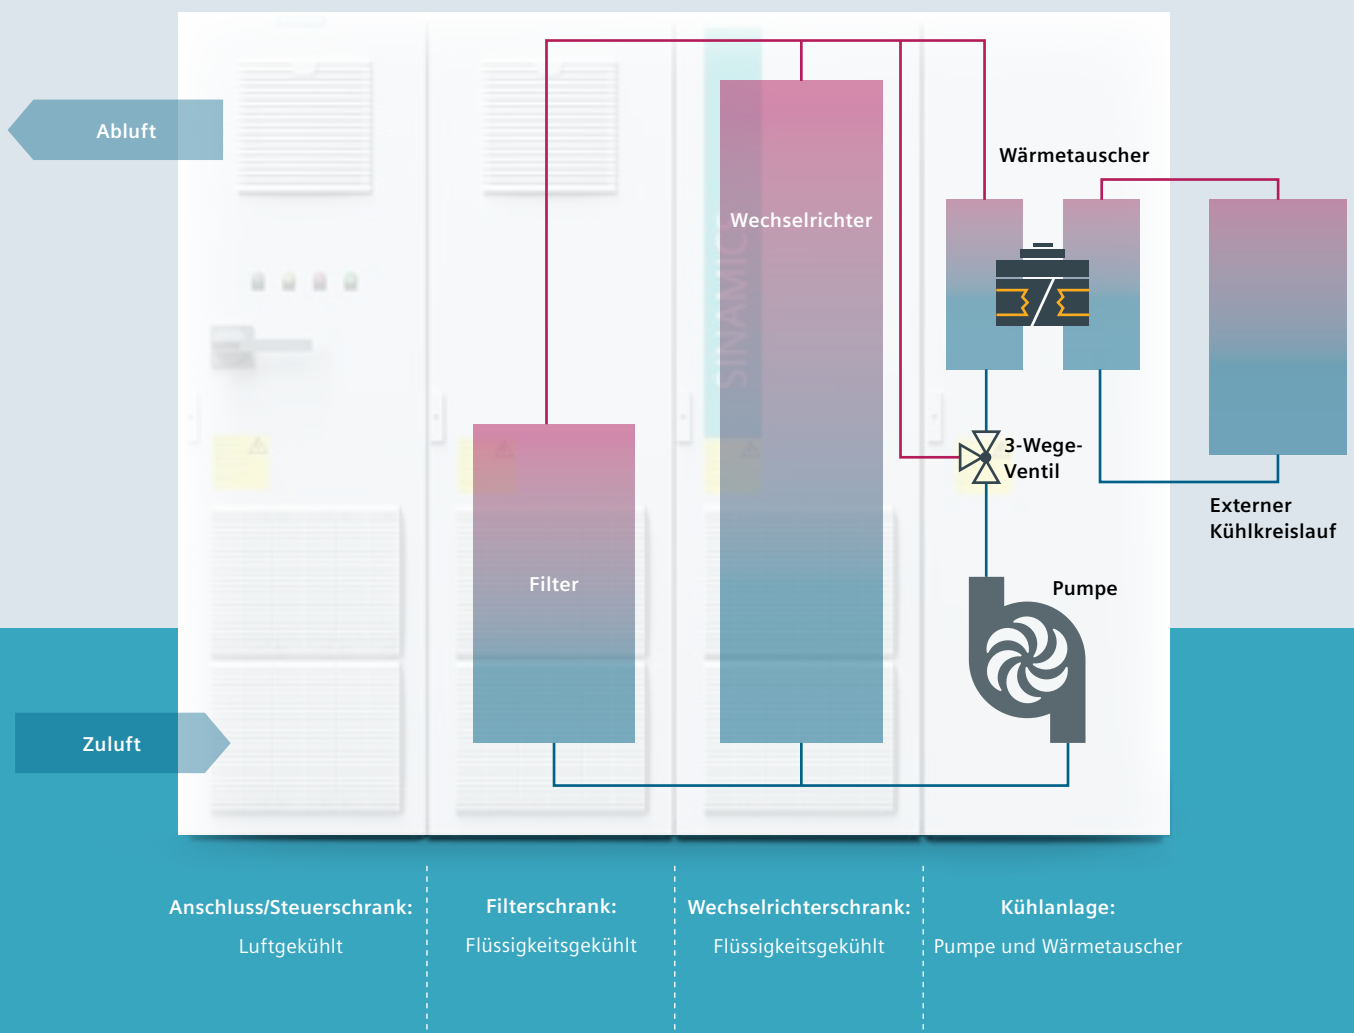 Abluft
Wärmetauscher
Wechselrichter
SINAMICS
3-Wege-
Ventil
Externer
Kühlkreislauf
Filter
Pumpe
Zuluft
Anschluss/Steuerschrank:
Luftgekühlt
Filterschrank:
Flüssigkeitsgekühlt
Wechselrichterschrank:
Flüssigkeitsgekühlt
Kühlanlage:
Pumpe und Wärmetauscher